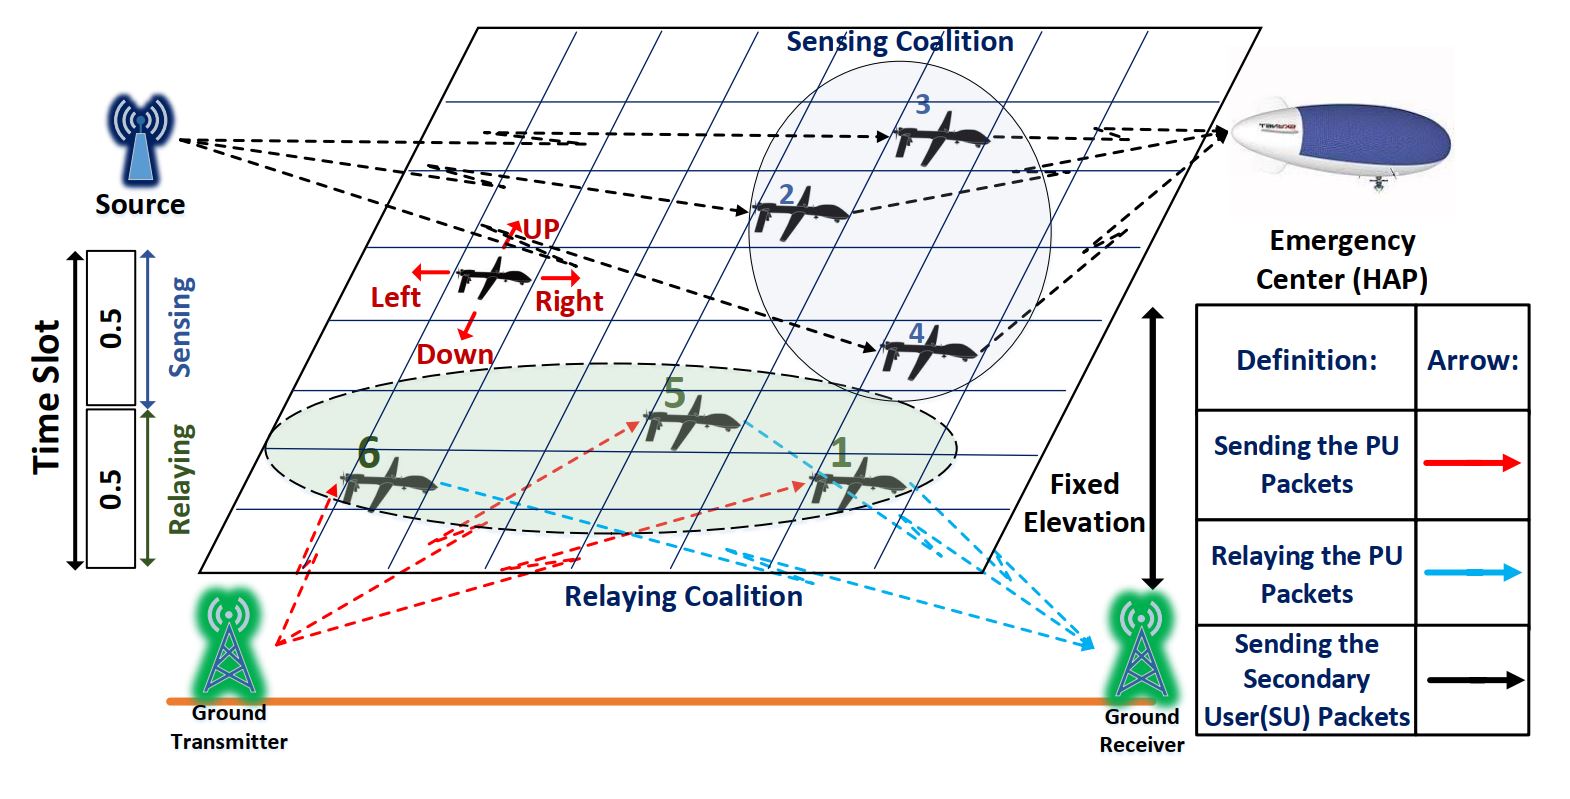 Sensing Coalition
3
2
4
Source
UP
Left
Right
Down
Emergency
Center (HAP)
Time Slot
0.5
Sensing
0.5
Relaying
5
6
1
Fixed
Elevation
Relaying Coalition
Ground
Transmitter
Ground
Receiver
Definition:
Arrow:
Sending the PU
Packets
Relaying the PU
Packets
Sending the
Secondary
User(SU) Packets